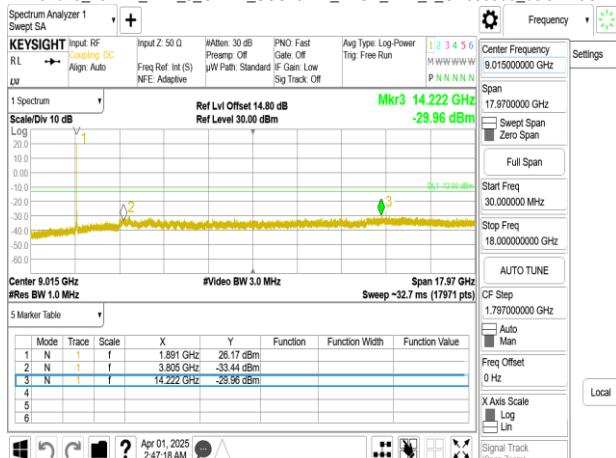 Spectrum Analyzer 1
Swept SA
Frequency
KEYSIGHT
RL
Input: RF
Coupling: DC
Align: Auto
Input Z: 50 Ω
Freq Ref: Int (S)
NFE: Adaptive
#Atten: 30 dB
Preamp: Off
µW Path: Standard
PNO: Fast
Gate: Off
IF Gain: Low
Sig Track: Off
Avg Type: Log-Power
Trig: Free Run
1 2 3 4 5 6
M W W W W W
P N N N N N
Center Frequency
9.015000000 GHz
Settings
Span
17.9700000 GHz
Swept Span
Zero Span
Full Span
Start Freq
30.000000 MHz
Stop Freq
18.000000000 GHz
AUTO TUNE
CF Step
1.797000000 GHz
Auto
Man
Freq Offset
0 Hz
X Axis Scale
Log
Lin
Signal Track
Local
1 Spectrum
Scale/Div 10 dB
Ref Lvl Offset 14.80 dB
Ref Level 30.00 dBm
Mkr3 14.222 GHz
-29.96 dBm
Log
20.0
10.0
0.00
-10.0
-20.0
-30.0
-40.0
-50.0
-60.0
1
2
3
DL1 -13.00 dBm
Center 9.015 GHz
#Res BW 1.0 MHz
#Video BW 3.0 MHz
Span 17.97 GHz
Sweep ~32.7 ms (17971 pts)
5 Marker Table
Mode Trace Scale X Y Function Function Width Function Value
1 N 1 f 1.891 GHz 26.17 dBm
2 N 1 f 3.805 GHz -33.44 dBm
3 N 1 f 14.222 GHz -29.96 dBm
4
5
6
?
Apr 01, 2025
2:47:18 AM